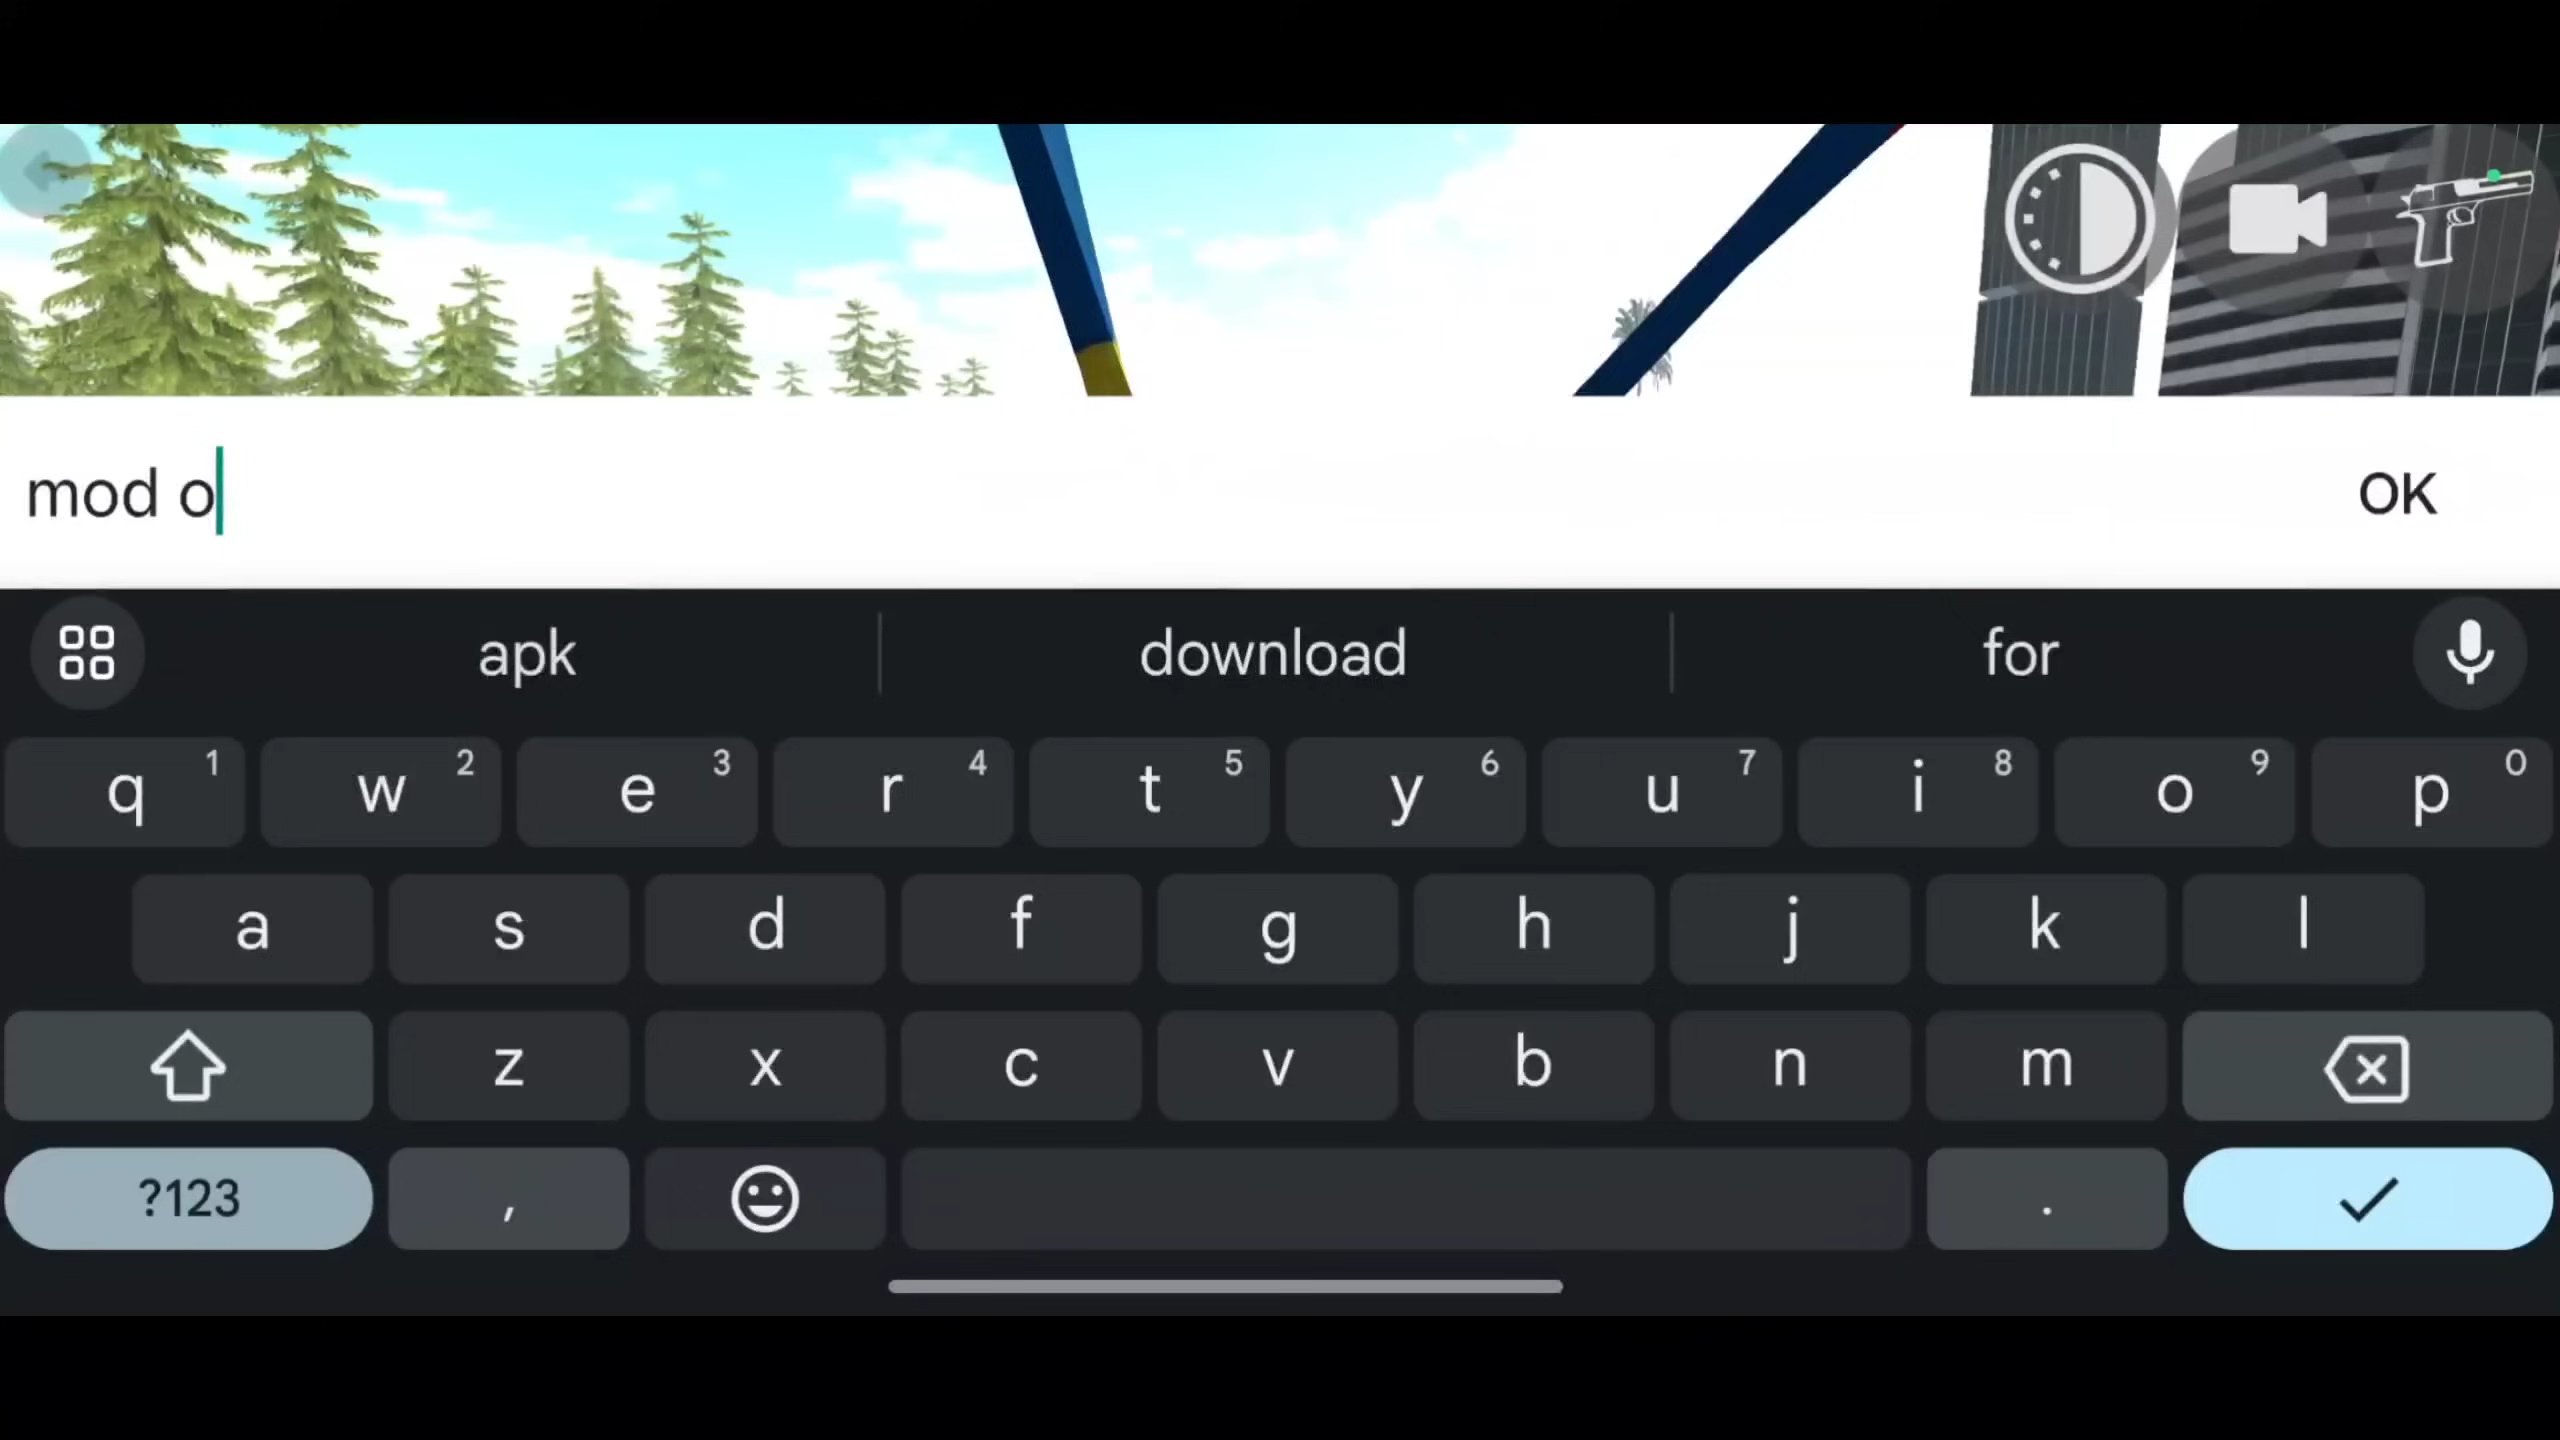 mod o
OK
apk download for
q 1 w 2 e 3 r 4 t 5 y 6 u 7 i 8 o 9 p 0
a s d f g h j k l
z x c v b n m
?123 , .